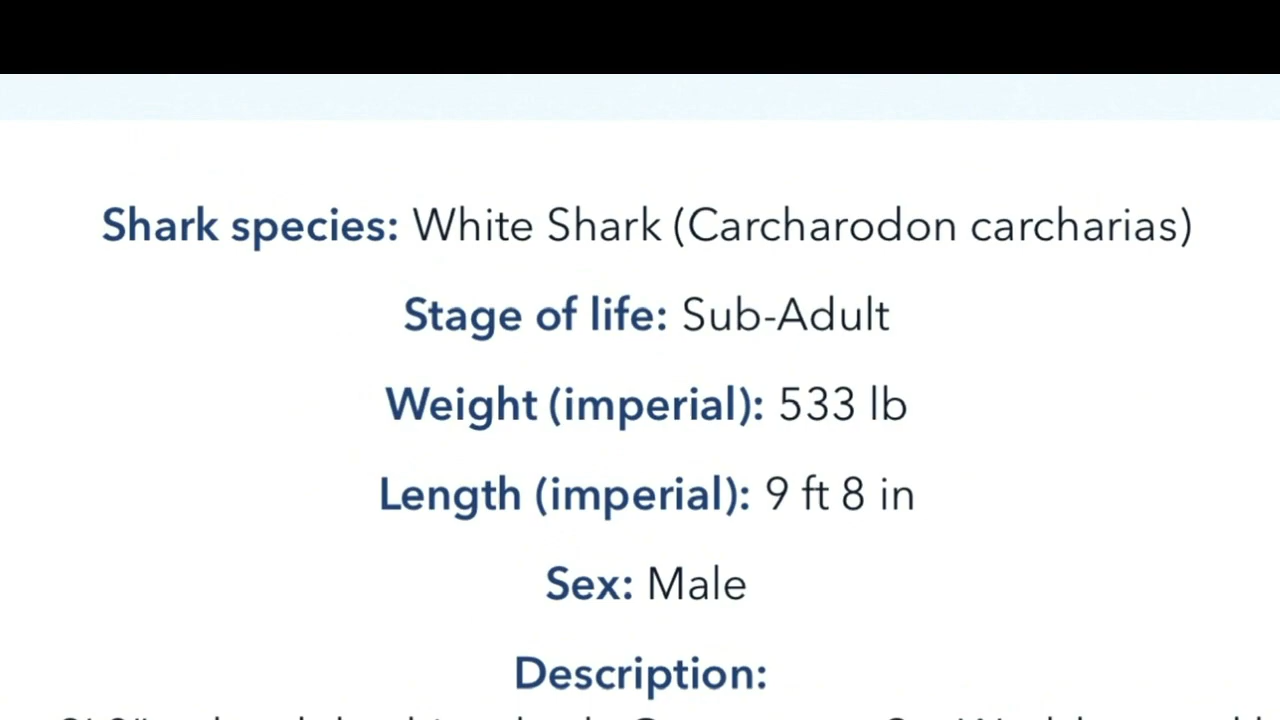 Shark species: White Shark (Carcharodon carcharias)
Stage of life: Sub-Adult
Weight (imperial): 533 lb
Length (imperial): 9 ft 8 in
Sex: Male
Description: